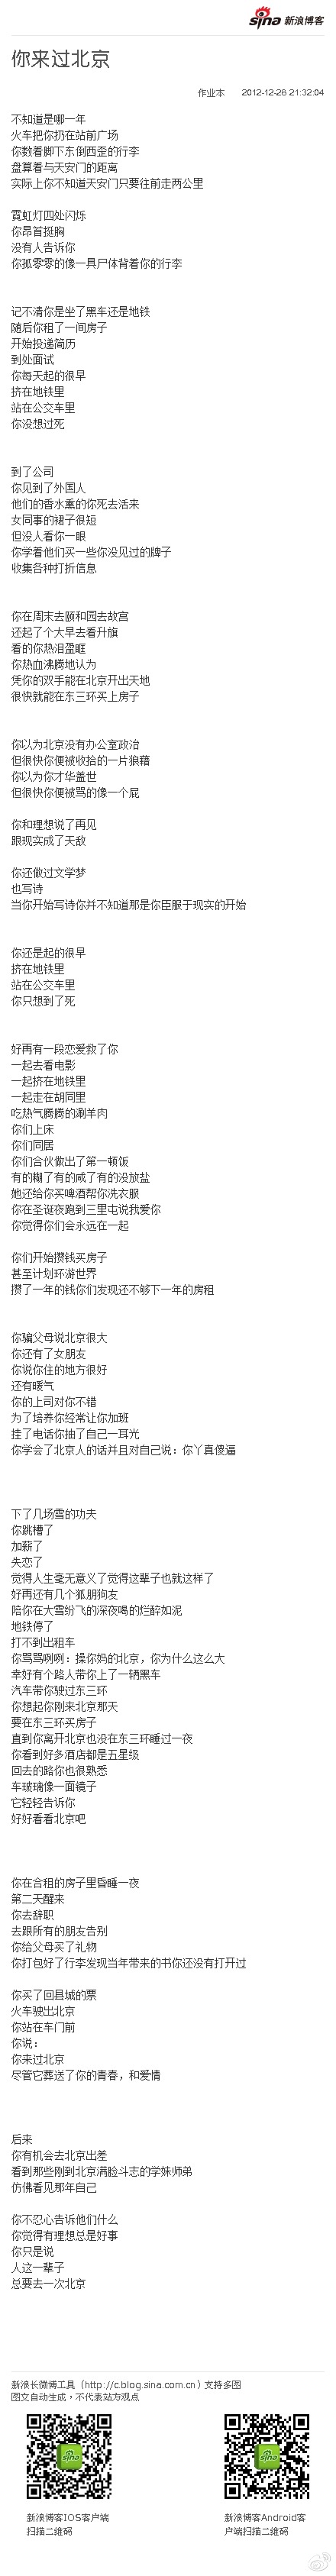 sina 新浪博客
你来过北京
作业本 2012-12-26 21:32:04
不知道是哪一年
火车把你扔在站前广场
你数着脚下东倒西歪的行李
盘算着与天安门的距离
实际上你不知道天安门只要往前走两公里
霓虹灯四处闪烁
你昂首挺胸
没有人告诉你
你孤零零的像一具尸体背着你的行李
记不清你是坐了黑车还是地铁
随后你租了一间房子
开始投递简历
到处面试
你每天起的很早
挤在地铁里
站在公交车里
你没想过死
到了公司
你见到了外国人
他们的香水熏的你死去活来
女同事的裙子很短
但没人看你一眼
你学着他们买一些你没见过的牌子
收集各种打折信息
你在周末去颐和园去故宫
还起了个大早去看升旗
看的你热泪盈眶
你热血沸腾地认为
凭你的双手能在北京开出天地
很快就能在东三环买上房子
你以为北京没有办公室政治
但很快你便被收拾的一片狼藉
你以为你才华盖世
但很快你便被骂的像一个屁
你和理想说了再见
跟现实成了天敌
你还做过文学梦
也写诗
当你开始写诗你并不知道那是你臣服于现实的开始
你还是起的很早
挤在地铁里
站在公交车里
你只想到了死
好再有一段恋爱救了你
一起去看电影
一起挤在地铁里
一起走在胡同里
吃热气腾腾的涮羊肉
你们上床
你们同居
你们合伙做出了第一顿饭
有的糊了有的咸了有的没放盐
她还给你买啤酒帮你洗衣服
你在圣诞夜跑到三里屯说我爱你
你觉得你们会永远在一起
你们开始攒钱买房子
甚至计划环游世界
攒了一年的钱你们发现还不够下一年的房租
你骗父母说北京很大
你还有了女朋友
你说你住的地方很好
还有暖气
你的上司对你不错
为了培养你经常让你加班
挂了电话你抽了自己一耳光
你学会了北京人的话并且对自己说：你丫真傻逼
下了几场雪的功夫
你跳槽了
加薪了
失恋了
觉得人生毫无意义了觉得这辈子也就这样了
好再还有几个狐朋狗友
陪你在大雪纷飞的深夜喝的烂醉如泥
地铁停了
打不到出租车
你骂骂咧咧：操你妈的北京，你为什么这么大
幸好有个路人带你上了一辆黑车
汽车带你驶过东三环
你想起你刚来北京那天
要在东三环买房子
直到你离开北京也没在东三环睡过一夜
你看到好多酒店都是五星级
回去的路你也很熟悉
车玻璃像一面镜子
它轻轻告诉你
好好看看北京吧
你在合租的房子里昏睡一夜
第二天醒来
你去辞职
去跟所有的朋友告别
你给父母买了礼物
你打包好了行李发现当年带来的书你还没有打开过
你买了回县城的票
火车驶出北京
你站在车门前
你说：
你来过北京
尽管它葬送了你的青春，和爱情
后来
你有机会去北京出差
看到那些刚到北京满脸斗志的学妹师弟
仿佛看见那年自己
你不忍心告诉他们什么
你觉得有理想总是好事
你只是说
人这一辈子
总要去一次北京
新浪长微博工具（http://c.blog.sina.com.cn）支持多图
图文自动生成，不代表站方观点
新浪博客IOS客户端
扫描二维码
新浪博客Android客
户端扫描二维码